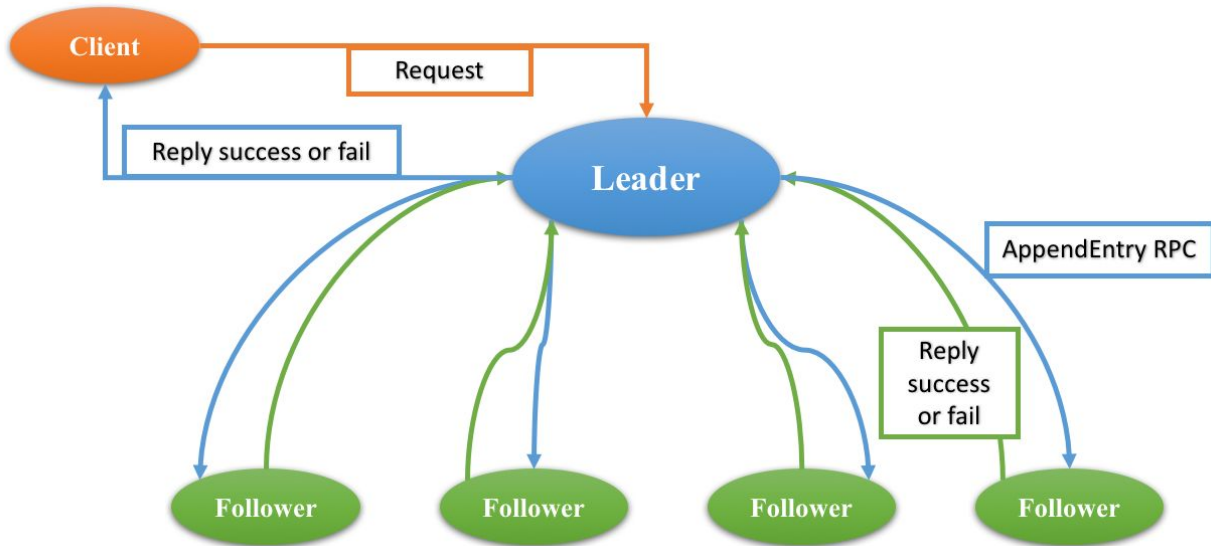 Client
Request
Reply success or fail
Leader
AppendEntry RPC
Reply
success
or fail
Follower
Follower
Follower
Follower